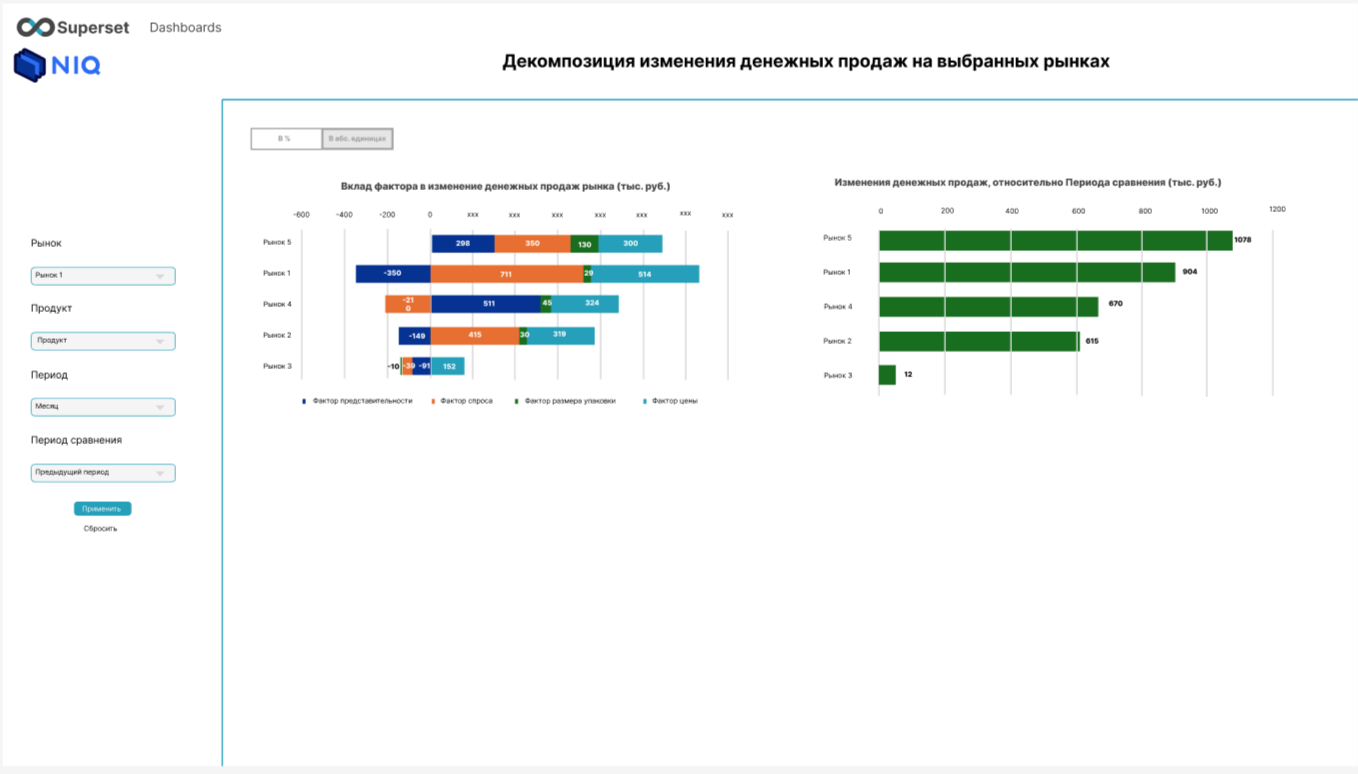 Superset Dashboards
NIQ
Декомпозиция изменения денежных продаж на выбранных рынках
В %
В абс. единицах
Рынок
Рынок 1
Продукт
Продукт
Период
Месяц
Период сравнения
Предыдущий период
Применить
Сбросить
Вклад фактора в изменение денежных продаж рынка (тыс. руб.)
-600 -400 -200 0 xxx xxx xxx xxx xxx xxx xxx
Рынок 5 298 350 130 300
Рынок 1 -350 711 29 514
Рынок 4 -21
0 511 45 324
Рынок 2 -149 415 30 319
Рынок 3 -10 -39 -91 152
Фактор представительности Фактор спроса Фактор размера упаковки Фактор цены
Изменения денежных продаж, относительно Периода сравнения (тыс. руб.)
0 200 400 600 800 1000 1200
Рынок 5 1078
Рынок 1 904
Рынок 4 670
Рынок 2 615
Рынок 3 12